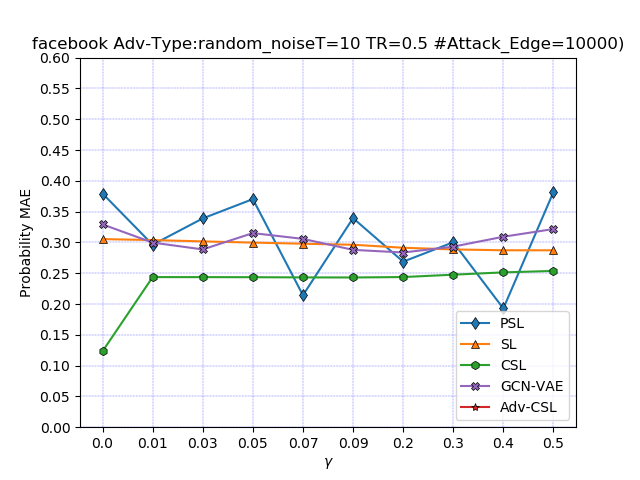 facebook Adv-Type:random_noiseT=10 TR=0.5 #Attack_Edge=10000)
0.60
0.55
0.50
0.45
0.40
0.35
0.30
0.25
0.20
0.15
0.10
0.05
0.00
Probability MAE
PSL
SL
CSL
GCN-VAE
Adv-CSL
0.0 0.01 0.03 0.05 0.07 0.09 0.2 0.3 0.4 0.5
γ